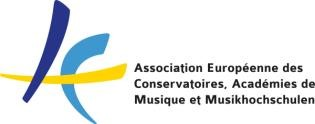 Association Européenne des
Conservatoires, Académies de
Musique et Musikhochschulen